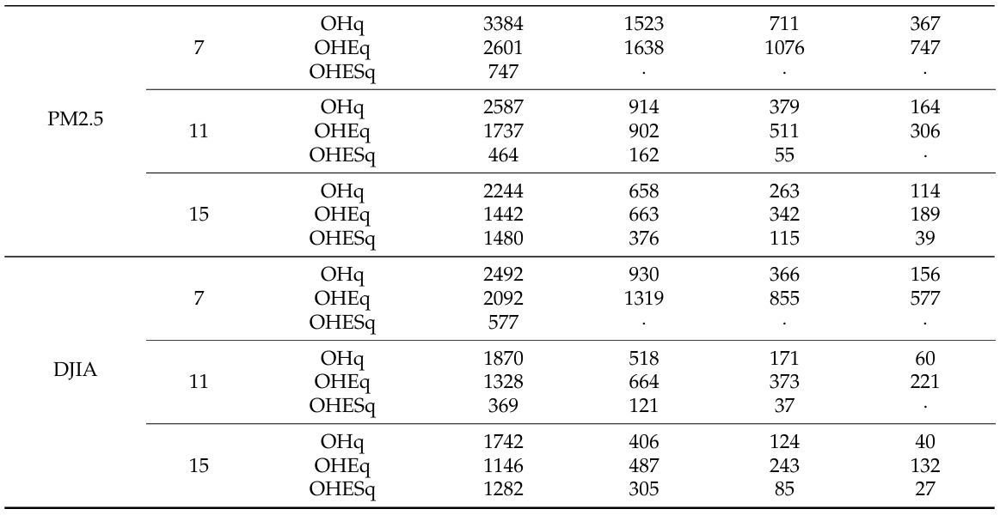 OHq 3384 1523 711 367
7 OHEq 2601 1638 1076 747
OHESq 747 · · ·
OHq 2587 914 379 164
PM2.5
11 OHEq 1737 902 511 306
OHESq 464 162 55 ·
OHq 2244 658 263 114
15 OHEq 1442 663 342 189
OHESq 1480 376 115 39
OHq 2492 930 366 156
7 OHEq 2092 1319 855 577
OHESq 577 · · ·
OHq 1870 518 171 60
DJIA
11 OHEq 1328 664 373 221
OHESq 369 121 37 ·
OHq 1742 406 124 40
15 OHEq 1146 487 243 132
OHESq 1282 305 85 27